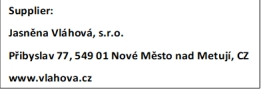 Supplier:
Jasněna Vláhová, s.r.o.
Přibyslav 77, 549 01 Nové Město nad Metují, CZ
www.vlahova.cz